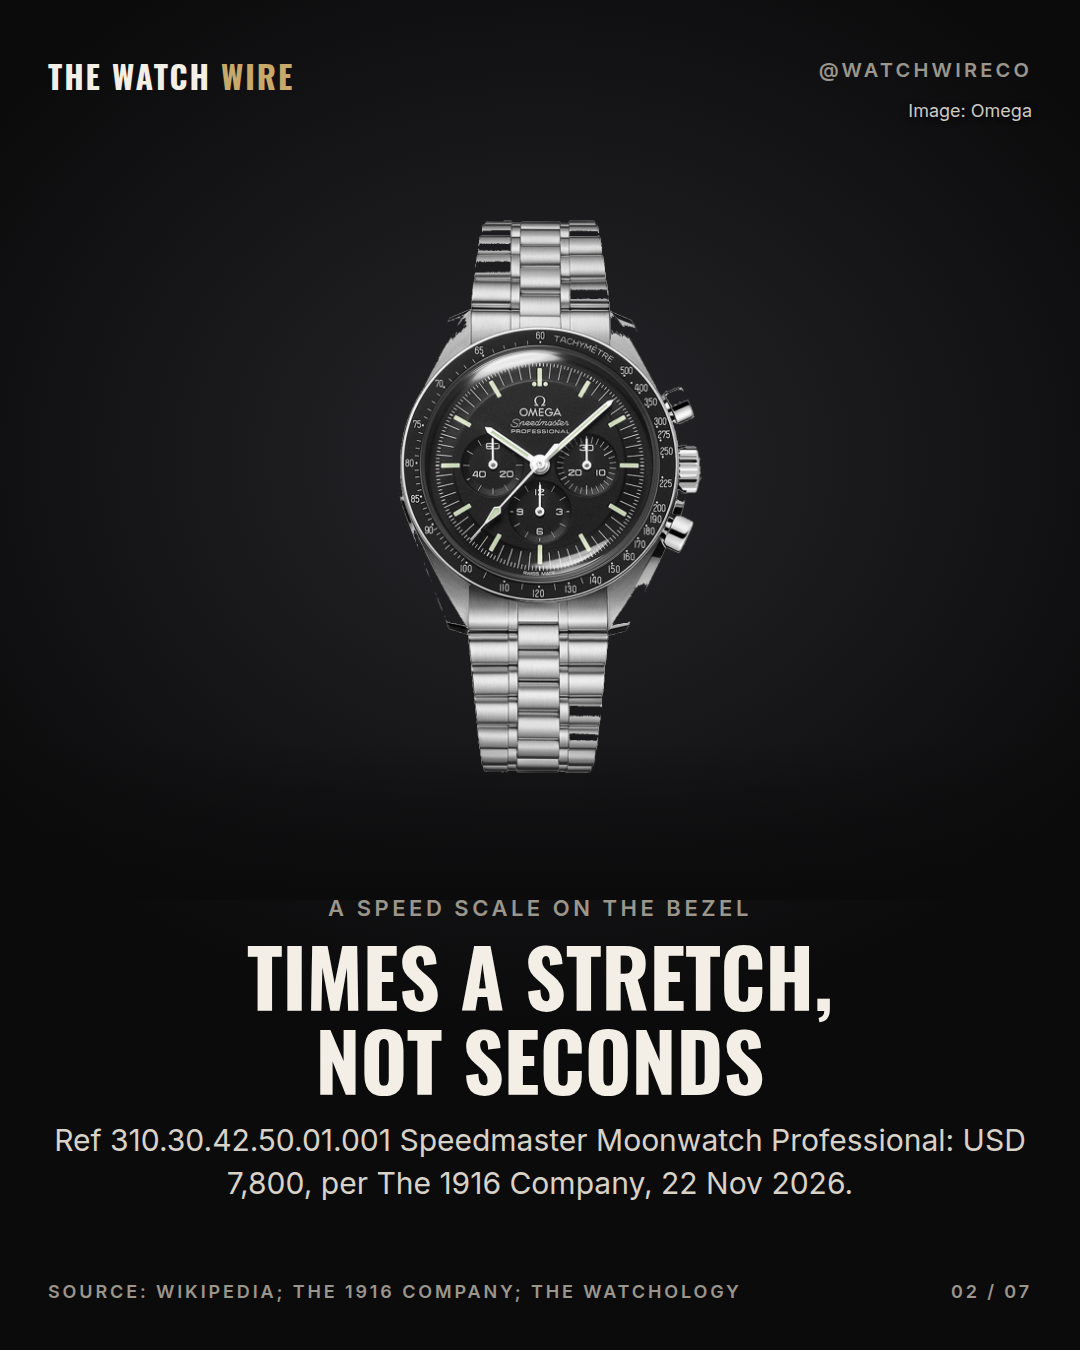 THE WATCH WIRE
@WATCHWIRECO
Image: Omega
60
TACHYMÈTRE
500
400
350
300
275
250
225
200
190
180
170
160
150
140
130
120
110
100
90
85
80
75
70
65
OMEGA
Speedmaster
PROFESSIONAL
60
40 20
30
20 10
12
9 3
6
SWISS MADE
A SPEED SCALE ON THE BEZEL
TIMES A STRETCH,
NOT SECONDS
Ref 310.30.42.50.01.001 Speedmaster Moonwatch Professional: USD
7,800, per The 1916 Company, 22 Nov 2026.
SOURCE: WIKIPEDIA; THE 1916 COMPANY; THE WATCHOLOGY
02 / 07